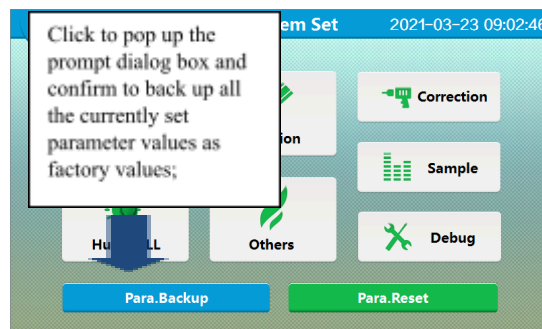 em Set
2021-03-23 09:02:46
Click to pop up the
prompt dialog box and
confirm to back up all
the currently set
parameter values as
factory values;
Correction
ion
Sample
Hu
LL
Others
Debug
Para.Backup
Para.Reset